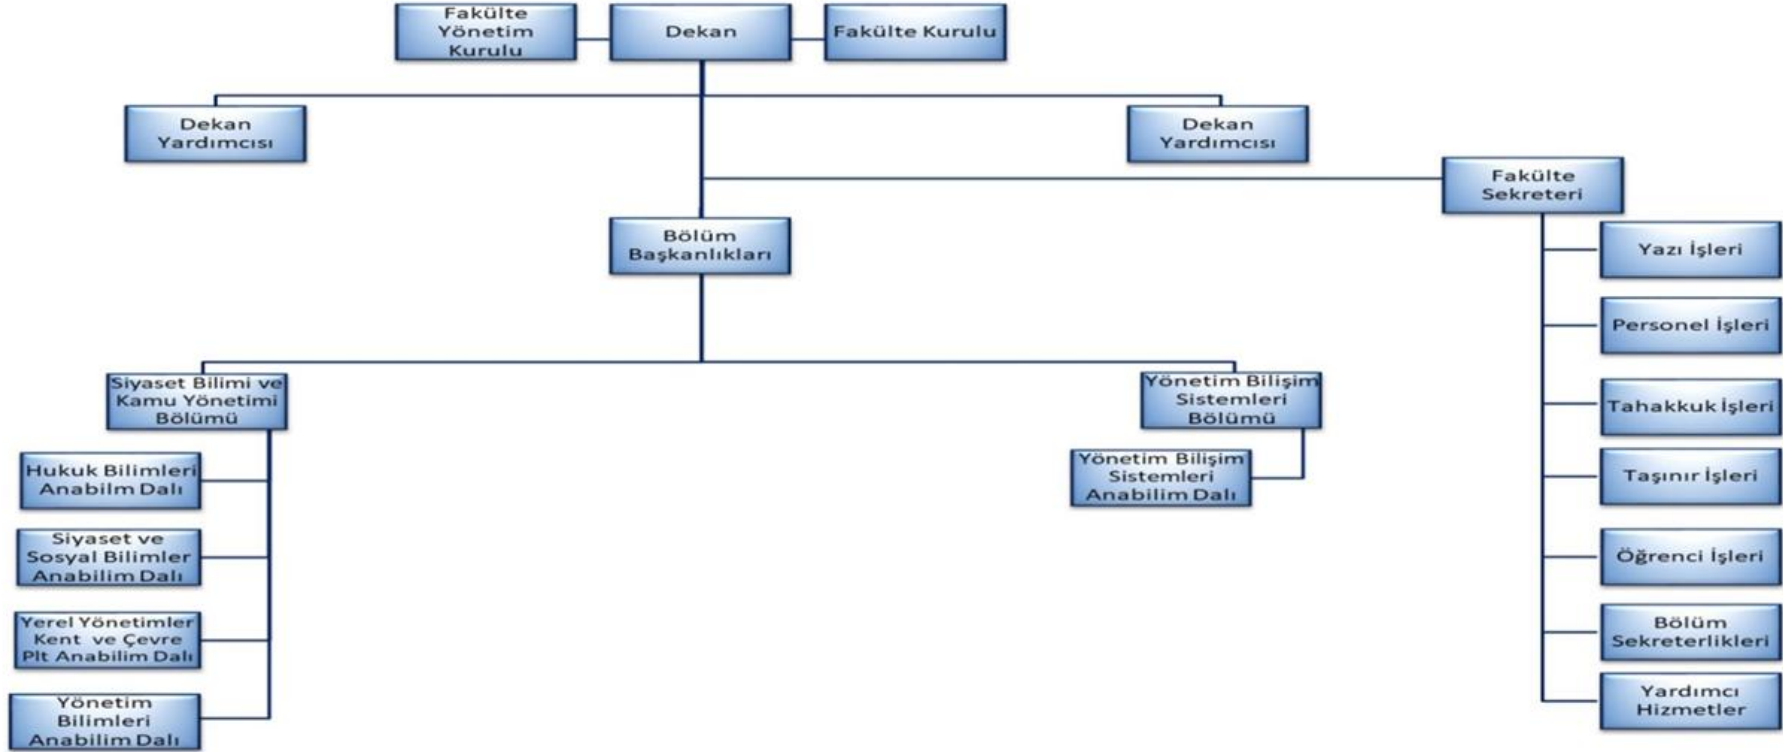 Fakülte
Yönetim
Kurulu
Dekan
Fakülte Kurulu
Dekan
Yardımcısı
Dekan
Yardımcısı
Fakülte
Sekreteri
Bölüm
Başkanlıkları
Yazı İşleri
Personel İşleri
Tahakkuk İşleri
Taşınır İşleri
Öğrenci İşleri
Bölüm
Sekreterlikleri
Yardımcı
Hizmetler
Siyaset Bilimi ve
Kamu Yönetimi
Bölümü
Hukuk Bilimleri
Anabilm Dalı
Siyaset ve
Sosyal Bilimler
Anabilim Dalı
Yerel Yönetimler
Kent ve Çevre
Plt Anabilim Dalı
Yönetim
Bilimleri
Anabilim Dalı
Yönetim Bilişim
Sistemleri
Bölümü
Yönetim Bilişim
Sistemleri
Anabilim Dalı